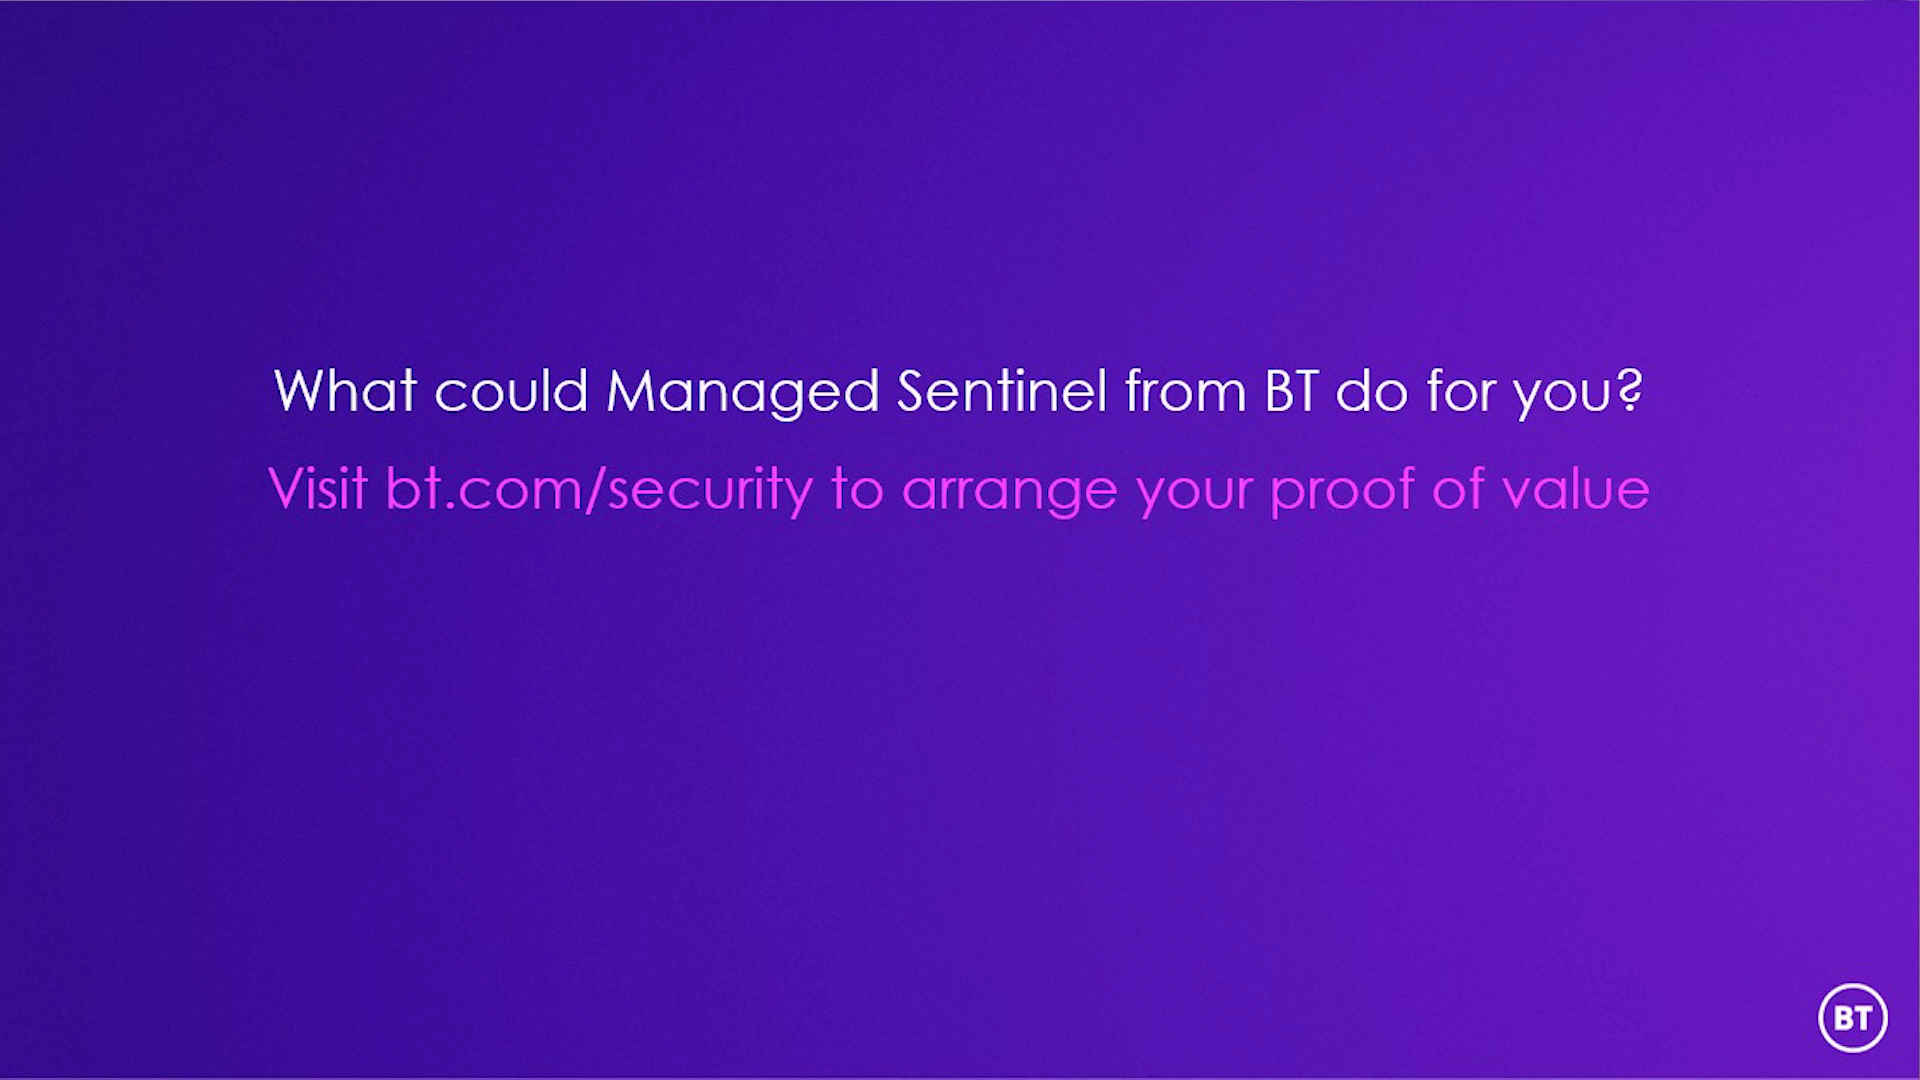 What could Managed Sentinel from BT do for you?
Visit bt.com/security to arrange your proof of value
BT